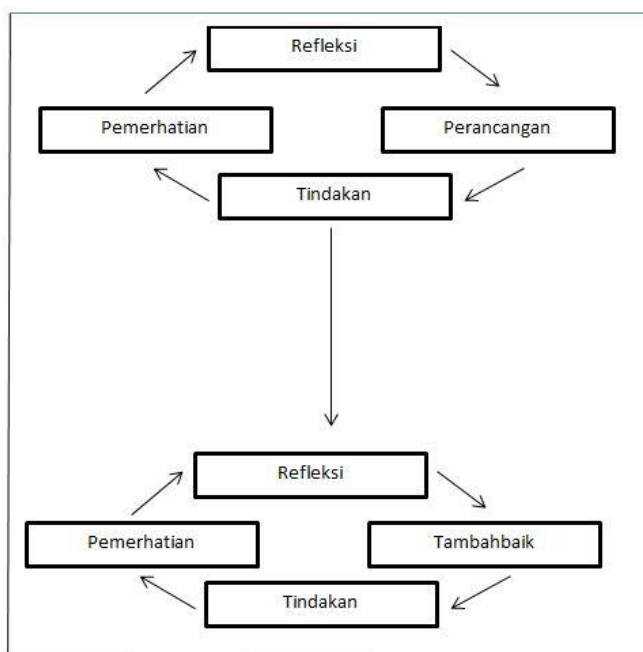 Refleksi
Pemerhatian
Perancangan
Tindakan
Refleksi
Pemerhatian
Tambahbaik
Tindakan